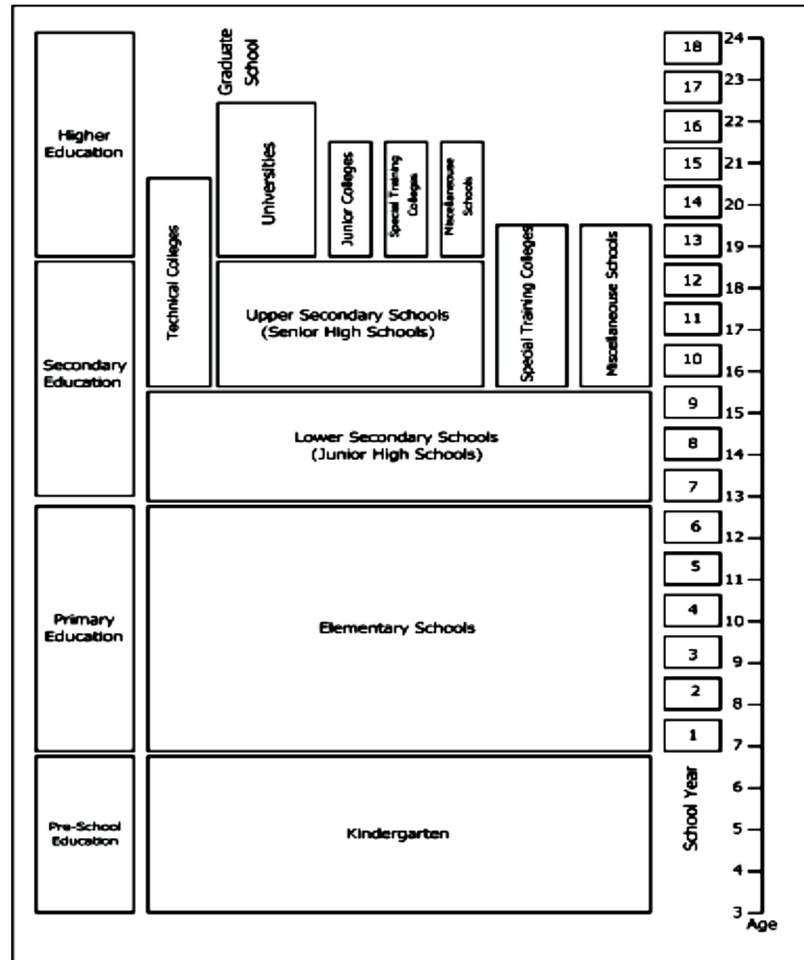 Graduate
School
Higher
Education
Universities
Junior Colleges
Special Training
Colleges
Miscellaneouse
Schools
Technical Colleges
Special Training Colleges
Miscellaneouse Schools
Upper Secondary Schools
(Senior High Schools)
Secondary
Education
Lower Secondary Schools
(Junior High Schools)
Primary
Education
Elementary Schools
Pre-School
Education
Kindergarten
18
17
16
15
14
13
12
11
10
9
8
7
6
5
4
3
2
1
School Year
24
23
22
21
20
19
18
17
16
15
14
13
12
11
10
9
8
7
6
5
4
3
Age